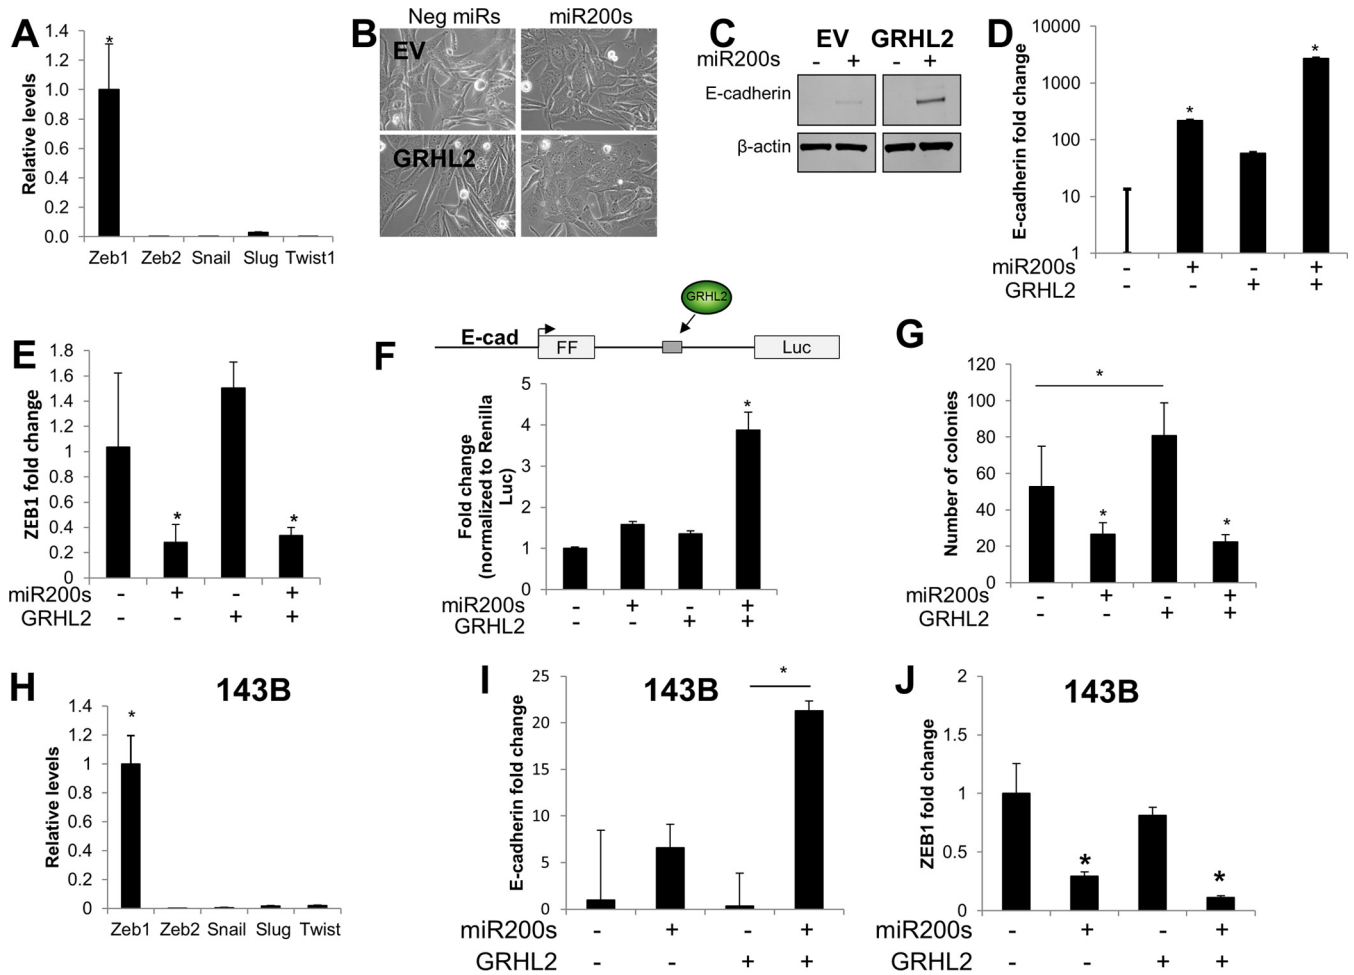 A
Relative levels
1.4
1.2
1.0
0.8
0.6
0.4
0.2
0.0
*
Zeb1 Zeb2 Snail Slug Twist1
B
Neg miRs miR200s
EV
GRHL2
C
EV GRHL2
miR200s - + - +
E-cadherin
β-actin
D
E-cadherin fold change
10000
1000
100
10
1
* *
miR200s - + - +
GRHL2 - - + +
E
ZEB1 fold change
1.8
1.6
1.4
1.2
1
0.8
0.6
0.4
0.2
0
* *
miR200s - + - +
GRHL2 - - + +
F
GRHL2
E-cad
FF Luc
Fold change
(normalized to Renilla
Luc)
5
4
3
2
1
0
*
miR200s - + - +
GRHL2 - - + +
G
Number of colonies
120
100
80
60
40
20
0
*
* *
miR200s - + - +
GRHL2 - - + +
H
143B
Relative levels
1.4
1.2
1
0.8
0.6
0.4
0.2
0
*
Zeb1 Zeb2 Snail Slug Twist
I
143B
E-cadherin fold change
25
20
15
10
5
0
*
miR200s - + - +
GRHL2 - - + +
J
143B
ZEB1 fold change
2
1.5
1
0.5
0
* *
miR200s - + - +
GRHL2 - - + +